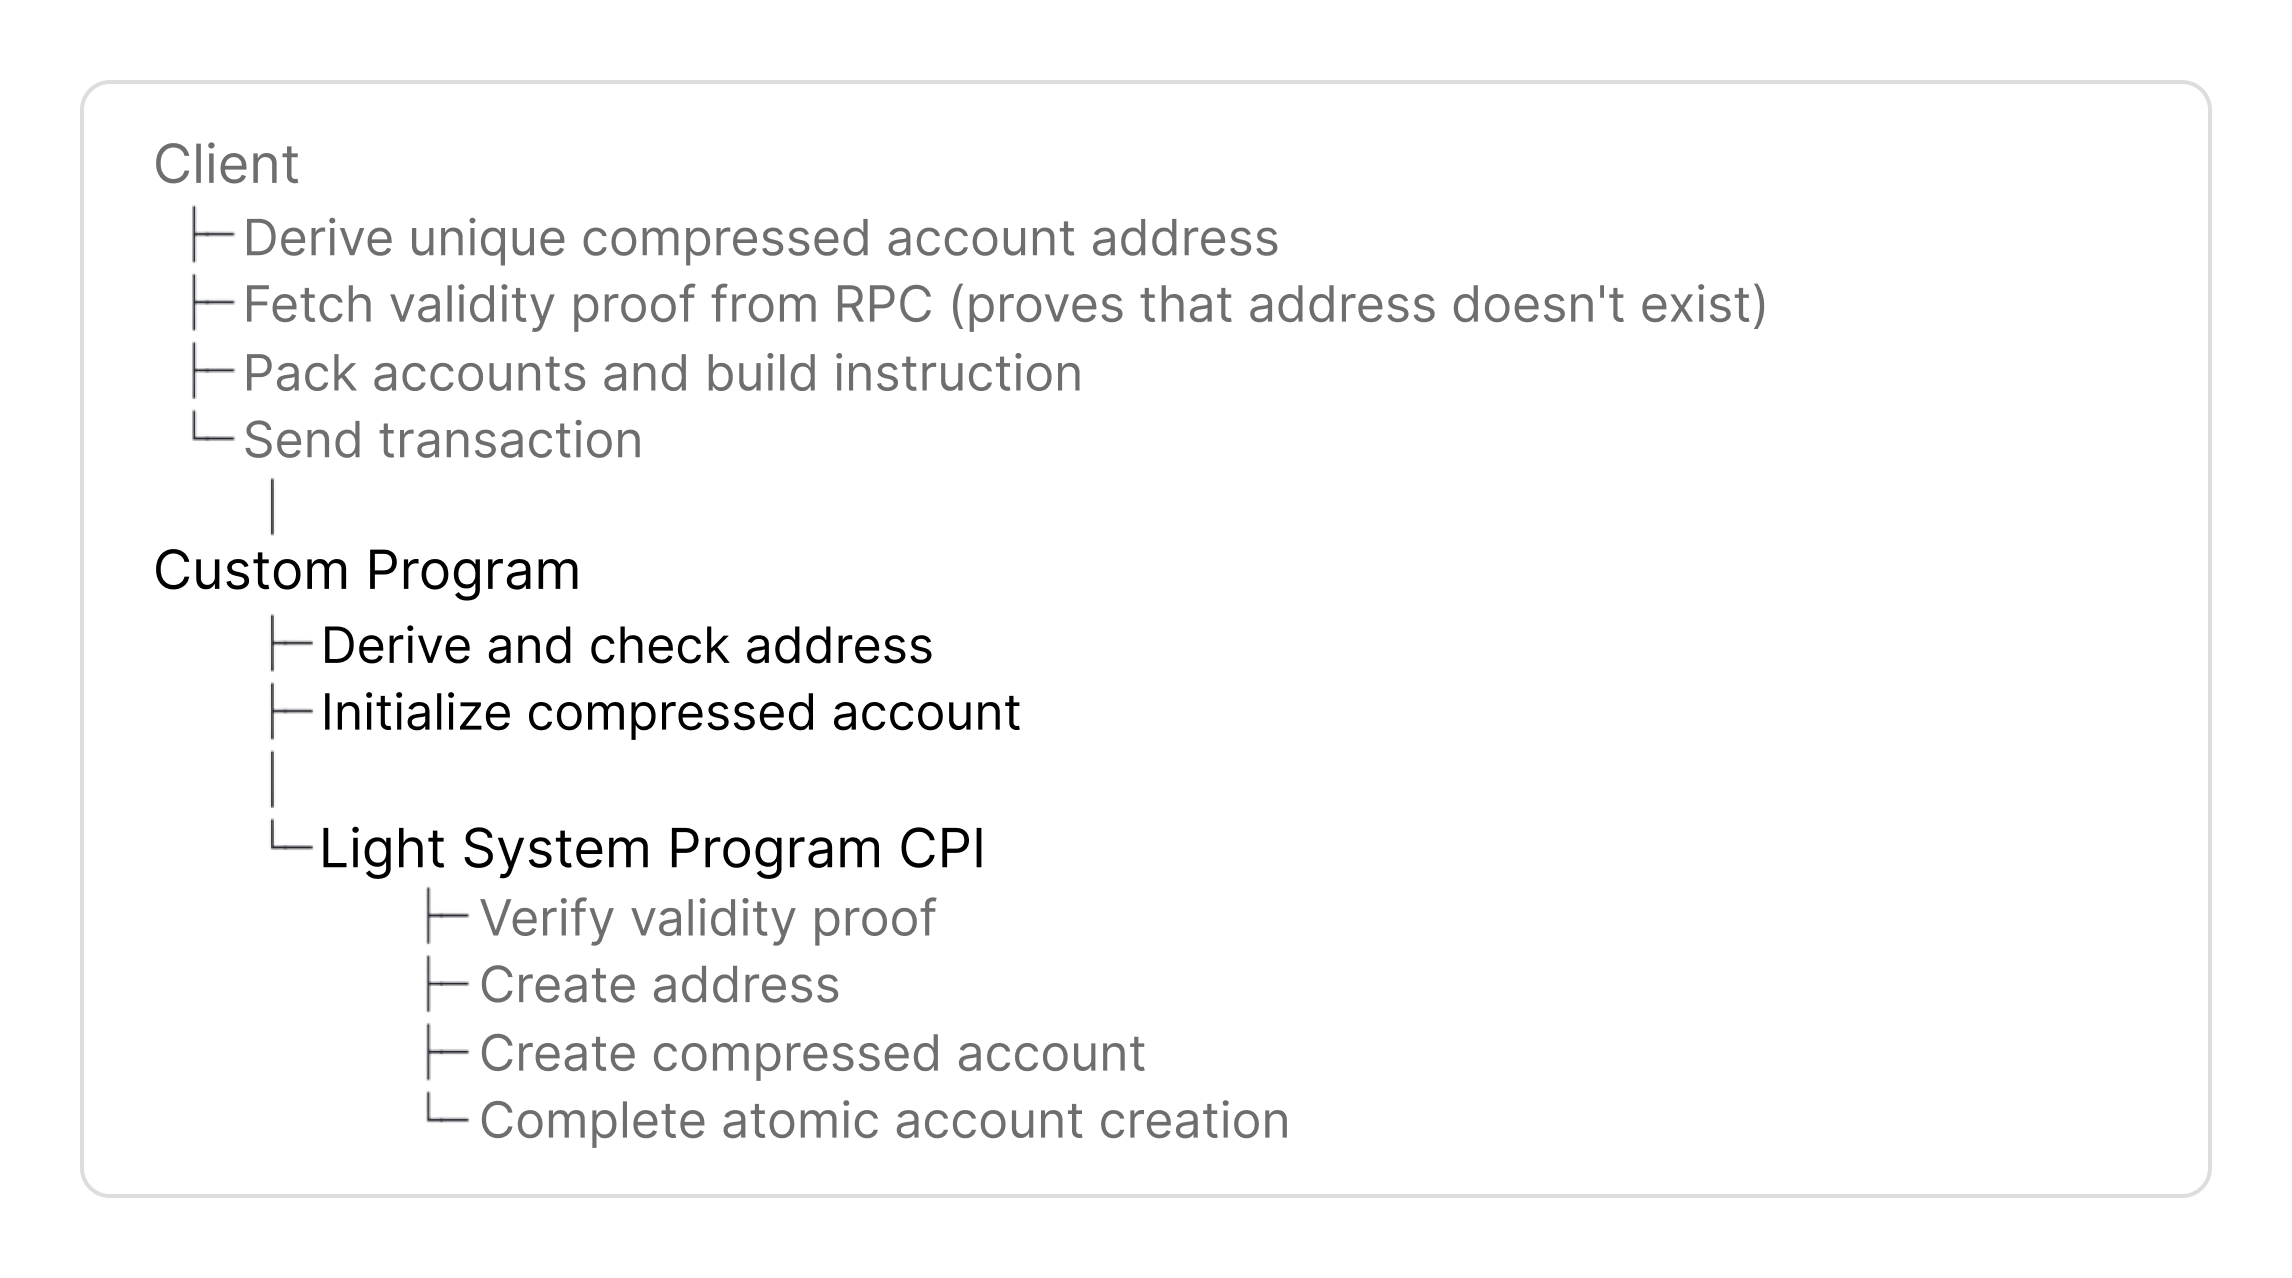 Client
├─ Derive unique compressed account address
├─ Fetch validity proof from RPC (proves that address doesn't exist)
├─ Pack accounts and build instruction
└─ Send transaction
│
Custom Program
├─ Derive and check address
├─ Initialize compressed account
│
└─ Light System Program CPI
├─ Verify validity proof
├─ Create address
├─ Create compressed account
└─ Complete atomic account creation